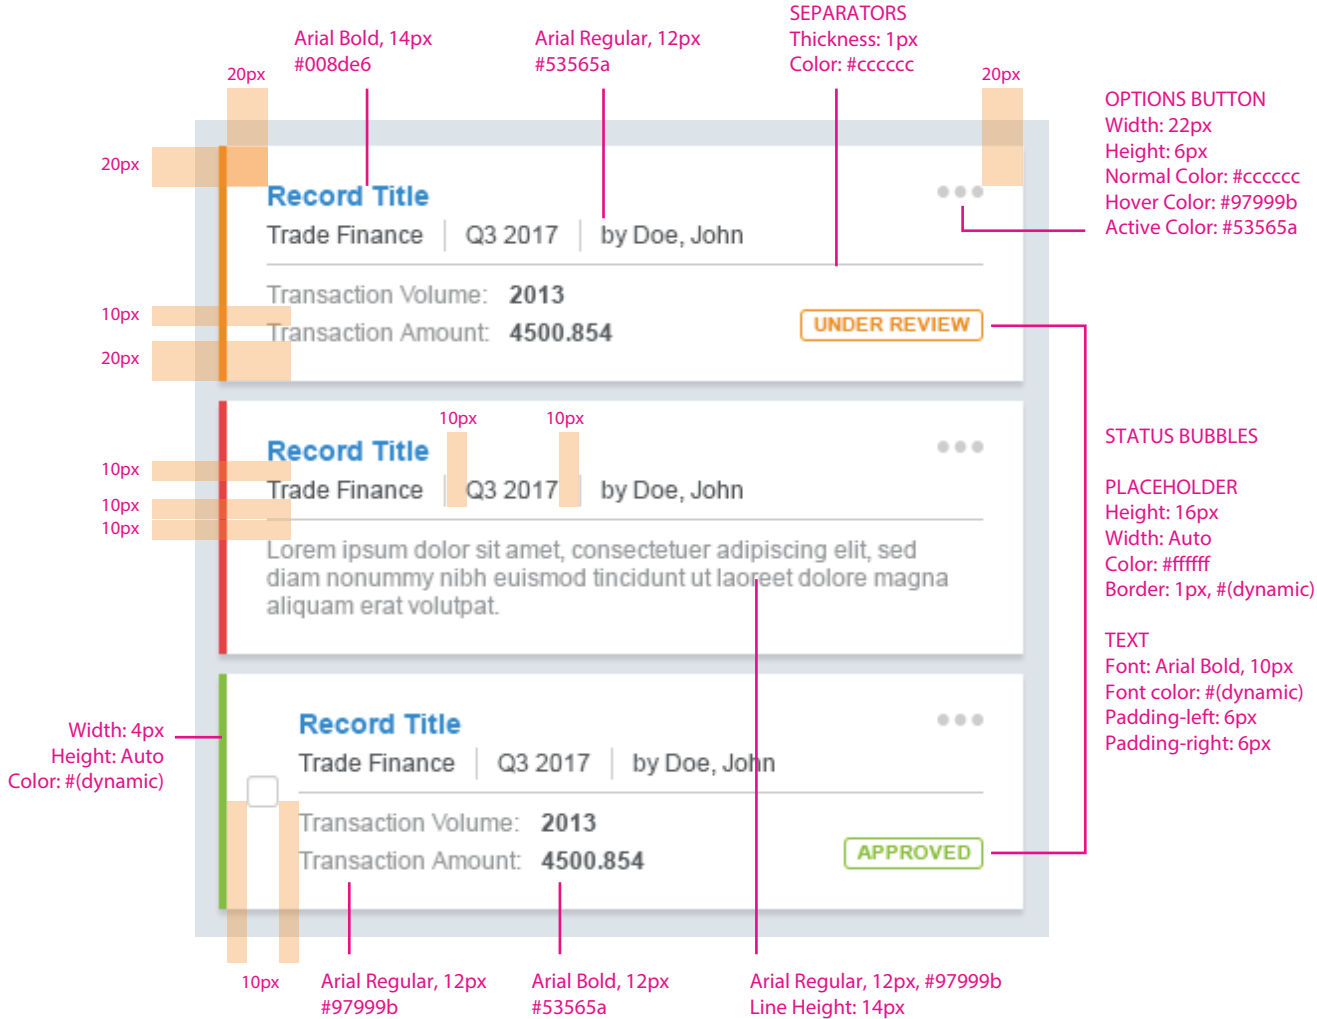 SEPARATORS
Thickness: 1px
Color: #cccccc
Arial Bold, 14px
#008de6
Arial Regular, 12px
#53565a
20px
20px
OPTIONS BUTTON
Width: 22px
Height: 6px
Normal Color: #cccccc
Hover Color: #97999b
Active Color: #53565a
20px
Record Title
Trade Finance
Q3 2017
by Doe, John
Transaction Volume: 2013
10px
Transaction Amount: 4500.854
UNDER REVIEW
20px
10px
10px
Record Title
10px
Trade Finance
Q3 2017
by Doe, John
10px
10px
Lorem ipsum dolor sit amet, consectetuer adipiscing elit, sed
diam nonummy nibh euismod tincidunt ut laoreet dolore magna
aliquam erat volutpat.
STATUS BUBBLES
PLACEHOLDER
Height: 16px
Width: Auto
Color: #ffffff
Border: 1px, #(dynamic)
TEXT
Font: Arial Bold, 10px
Font color: #(dynamic)
Padding-left: 6px
Padding-right: 6px
Width: 4px
Height: Auto
Color: #(dynamic)
Record Title
Trade Finance
Q3 2017
by Doe, John
Transaction Volume: 2013
Transaction Amount: 4500.854
APPROVED
10px
Arial Regular, 12px
#97999b
Arial Bold, 12px
#53565a
Arial Regular, 12px, #97999b
Line Height: 14px